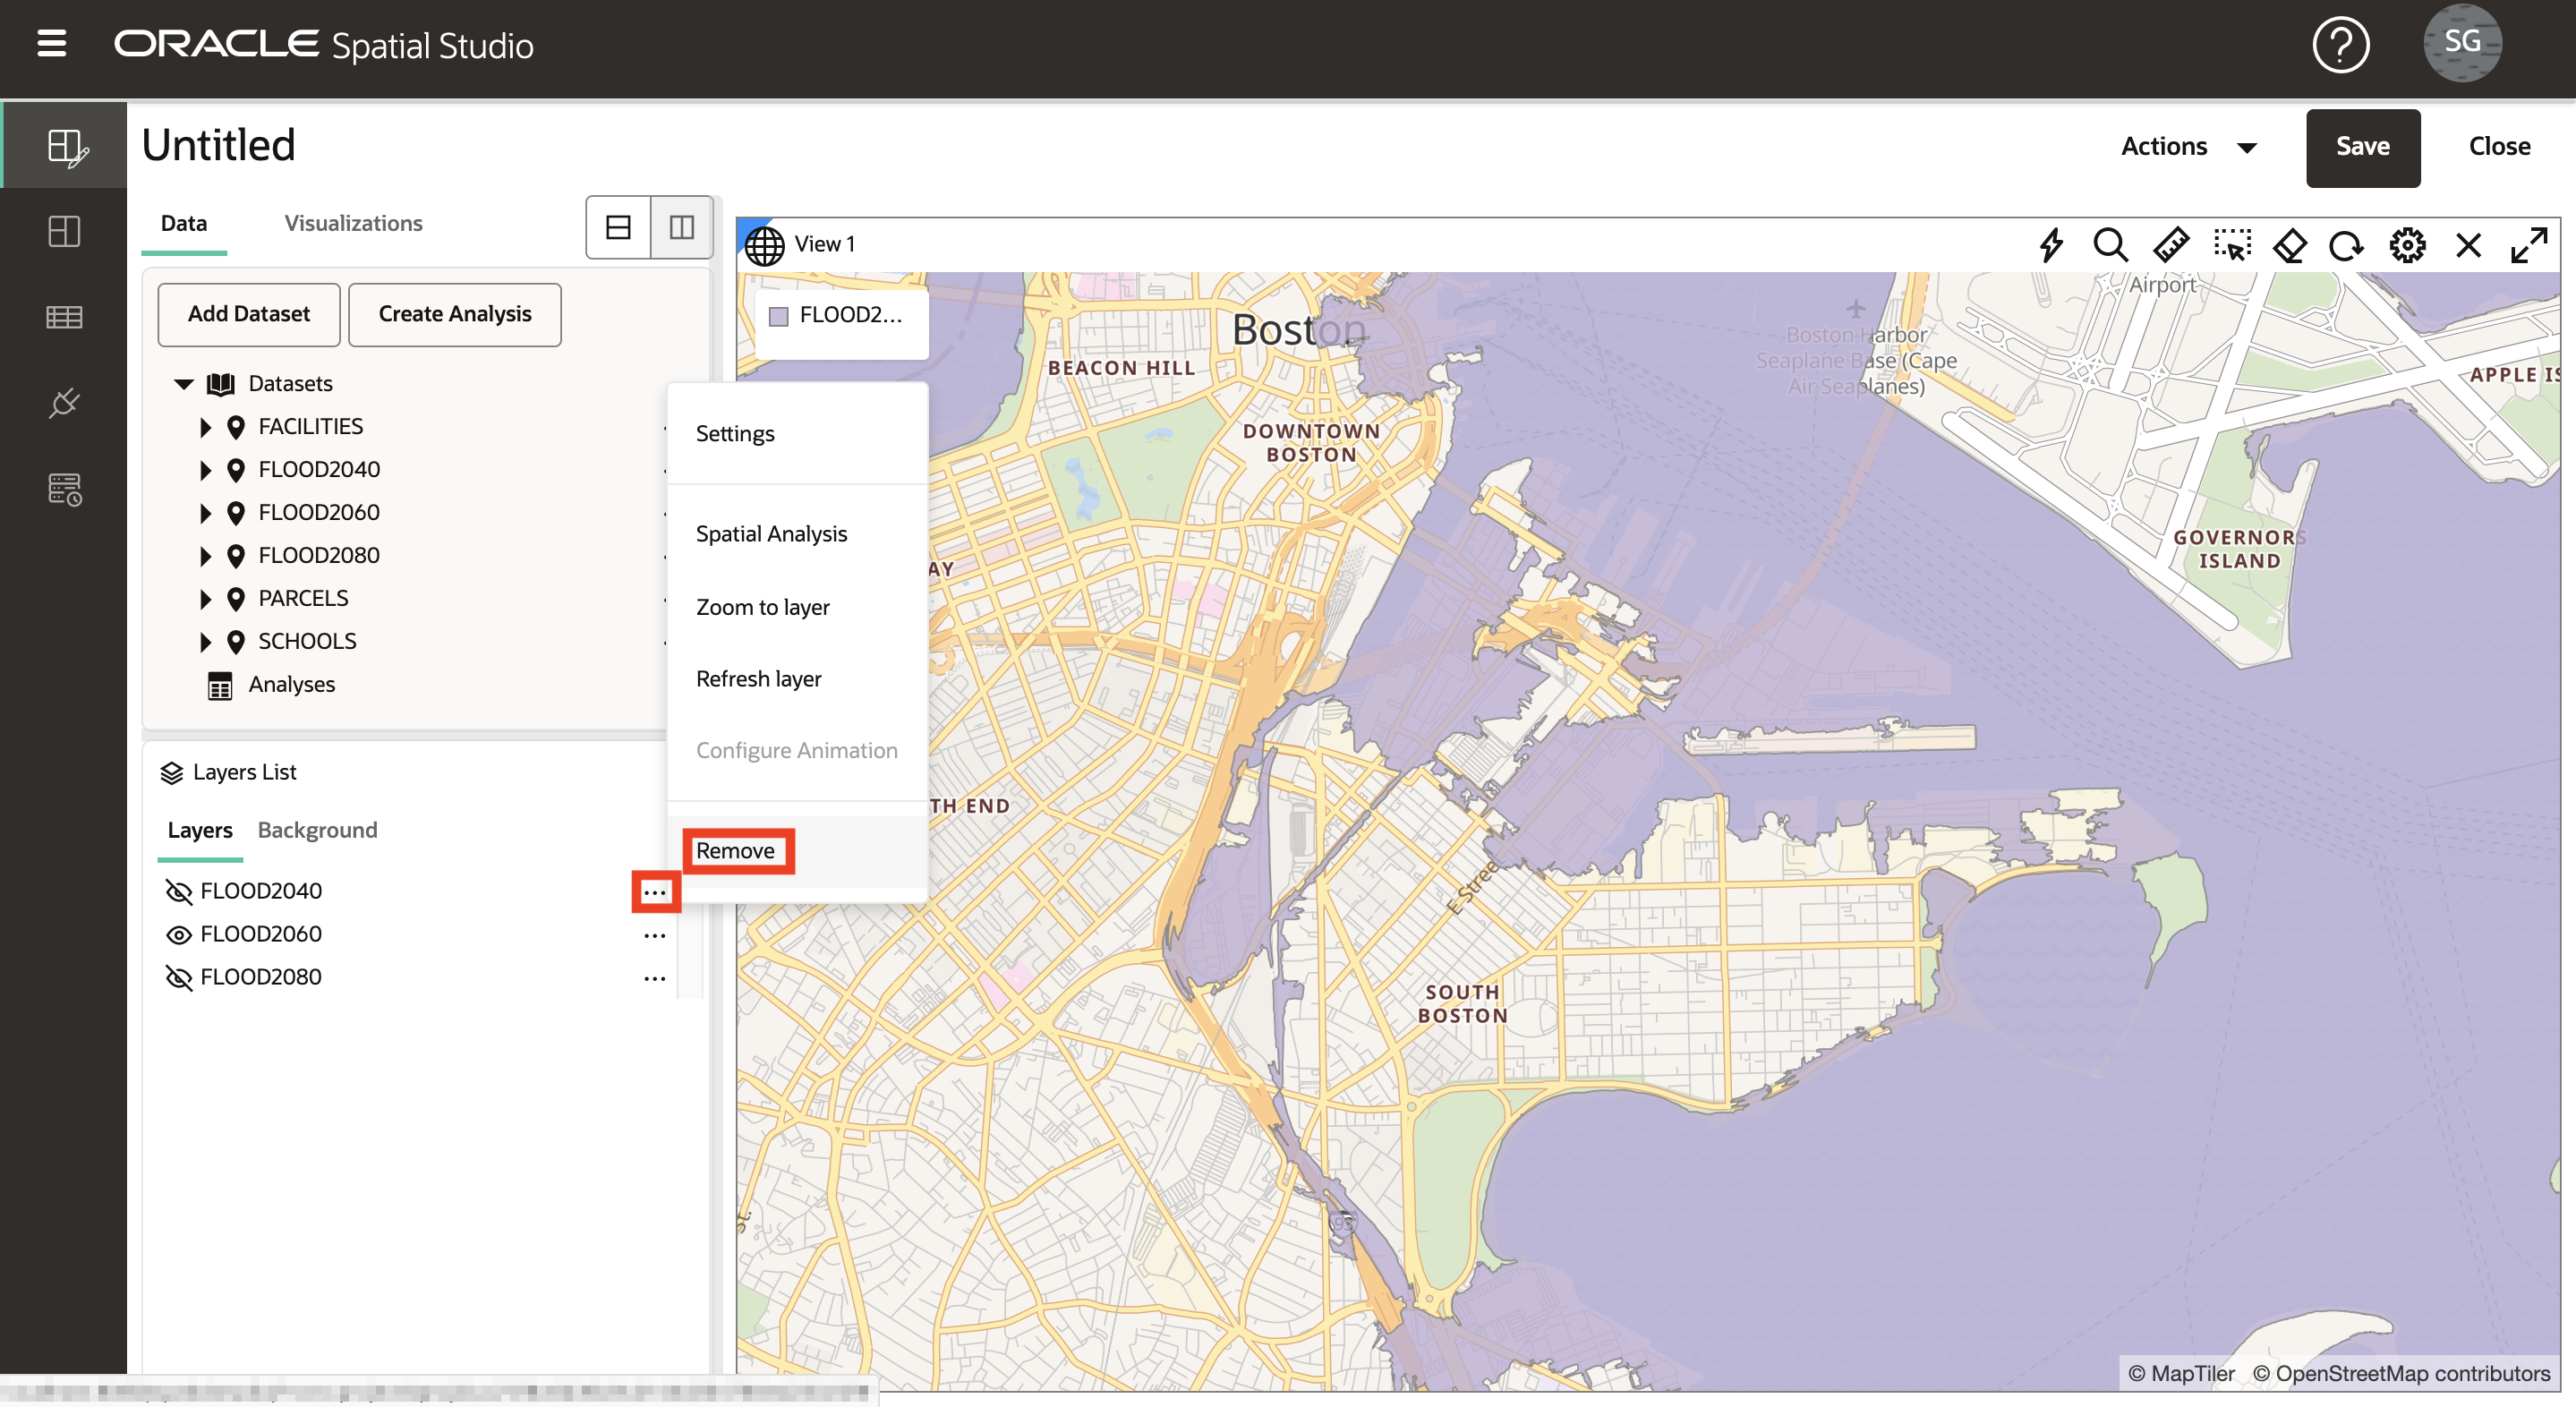 ORACLE Spatial Studio
SG
Untitled
Actions
Save
Close
Data
Visualizations
View 1
Add Dataset
Create Analysis
Datasets
FACILITIES
FLOOD2040
FLOOD2060
FLOOD2080
PARCELS
SCHOOLS
Analyses
Layers List
Layers
Background
FLOOD2040
FLOOD2060
FLOOD2080
Settings
Spatial Analysis
Zoom to layer
Refresh layer
Configure Animation
Remove
FLOOD2...
Boston
BEACON HILL
DOWNTOWN
BOSTON
Airport
Boston Harbor
Seaplane Base (Cape
Air Seaplanes)
APPLE IS
GOVERNORS
ISLAND
AY
TH END
E Stree
SOUTH
BOSTON
St.
93
© MapTiler © OpenStreetMap contributors